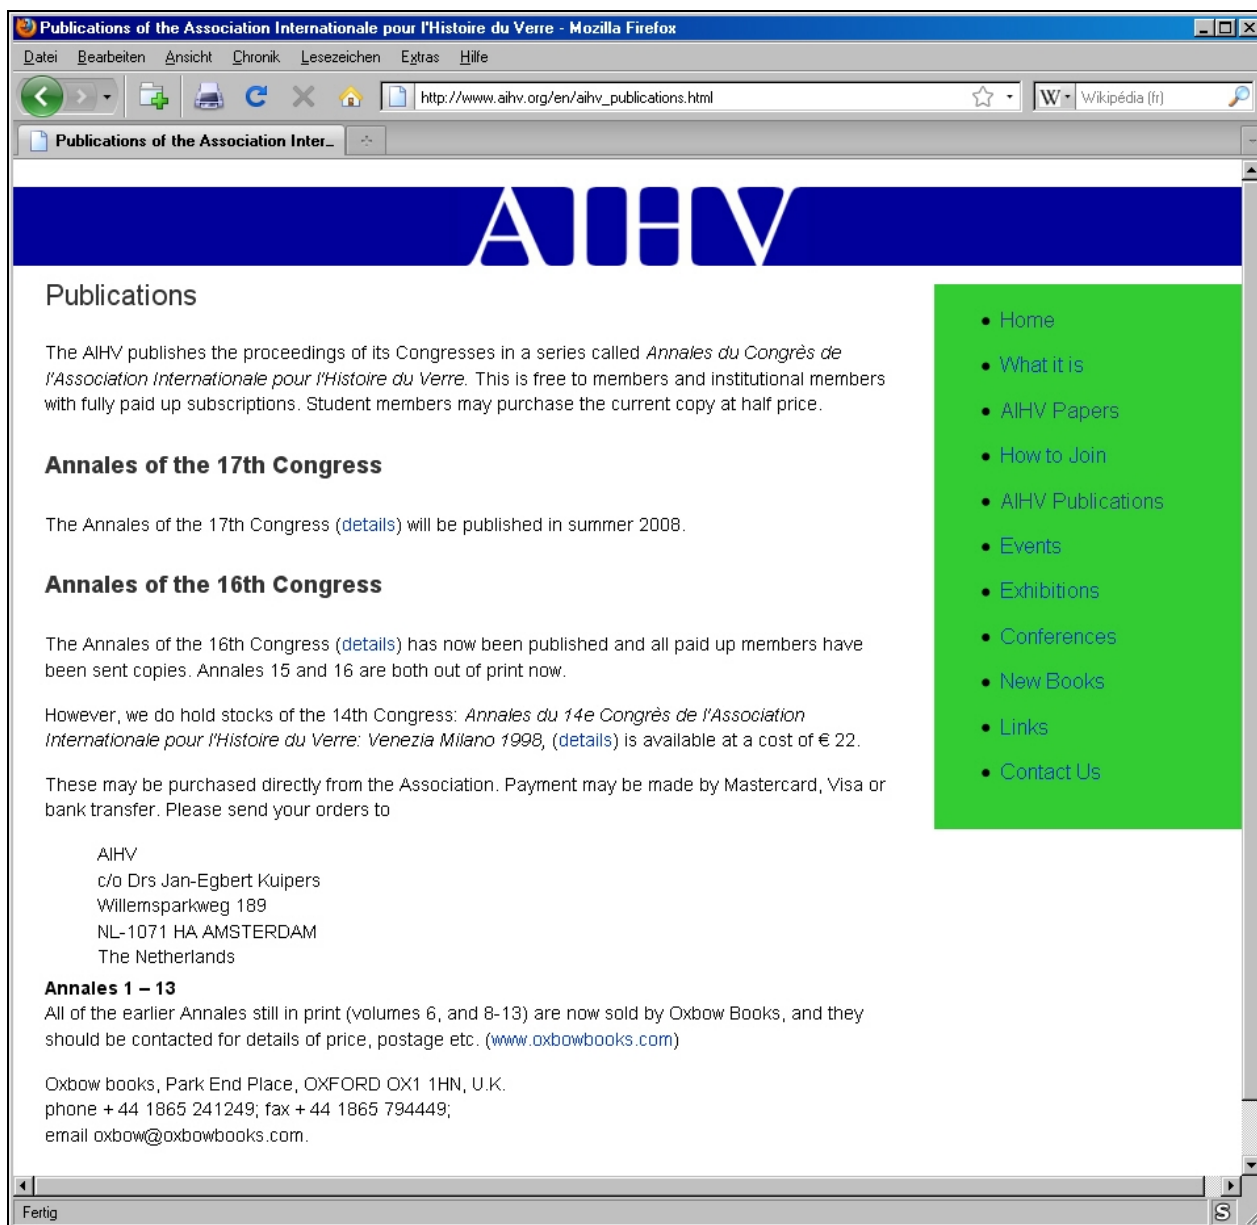 Publications of the Association Internationale pour l'Histoire du Verre - Mozilla Firefox
Datei Bearbeiten Ansicht Chronik Lesezeichen Extras Hilfe
http://www.aihv.org/en/aihv_publications.html
W Wikipédia (fr)
Publications of the Association Inter...
AIHV
Publications
The AIHV publishes the proceedings of its Congresses in a series called Annales du Congrès de
l'Association Internationale pour l'Histoire du Verre. This is free to members and institutional members
with fully paid up subscriptions. Student members may purchase the current copy at half price.
Annales of the 17th Congress
The Annales of the 17th Congress (details) will be published in summer 2008.
Annales of the 16th Congress
The Annales of the 16th Congress (details) has now been published and all paid up members have
been sent copies. Annales 15 and 16 are both out of print now.
However, we do hold stocks of the 14th Congress: Annales du 14e Congrès de l'Association
Internationale pour l'Histoire du Verre: Venezia Milano 1998, (details) is available at a cost of € 22.
These may be purchased directly from the Association. Payment may be made by Mastercard, Visa or
bank transfer. Please send your orders to
AIHV
c/o Drs Jan-Egbert Kuipers
Willemsparkweg 189
NL-1071 HA AMSTERDAM
The Netherlands
Annales 1 – 13
All of the earlier Annales still in print (volumes 6, and 8-13) are now sold by Oxbow Books, and they
should be contacted for details of price, postage etc. (www.oxbowbooks.com)
Oxbow books, Park End Place, OXFORD OX1 1HN, U.K.
phone + 44 1865 241249; fax + 44 1865 794449;
email oxbow@oxbowbooks.com.
Home
What it is
AIHV Papers
How to Join
AIHV Publications
Events
Exhibitions
Conferences
New Books
Links
Contact Us
Fertig
S